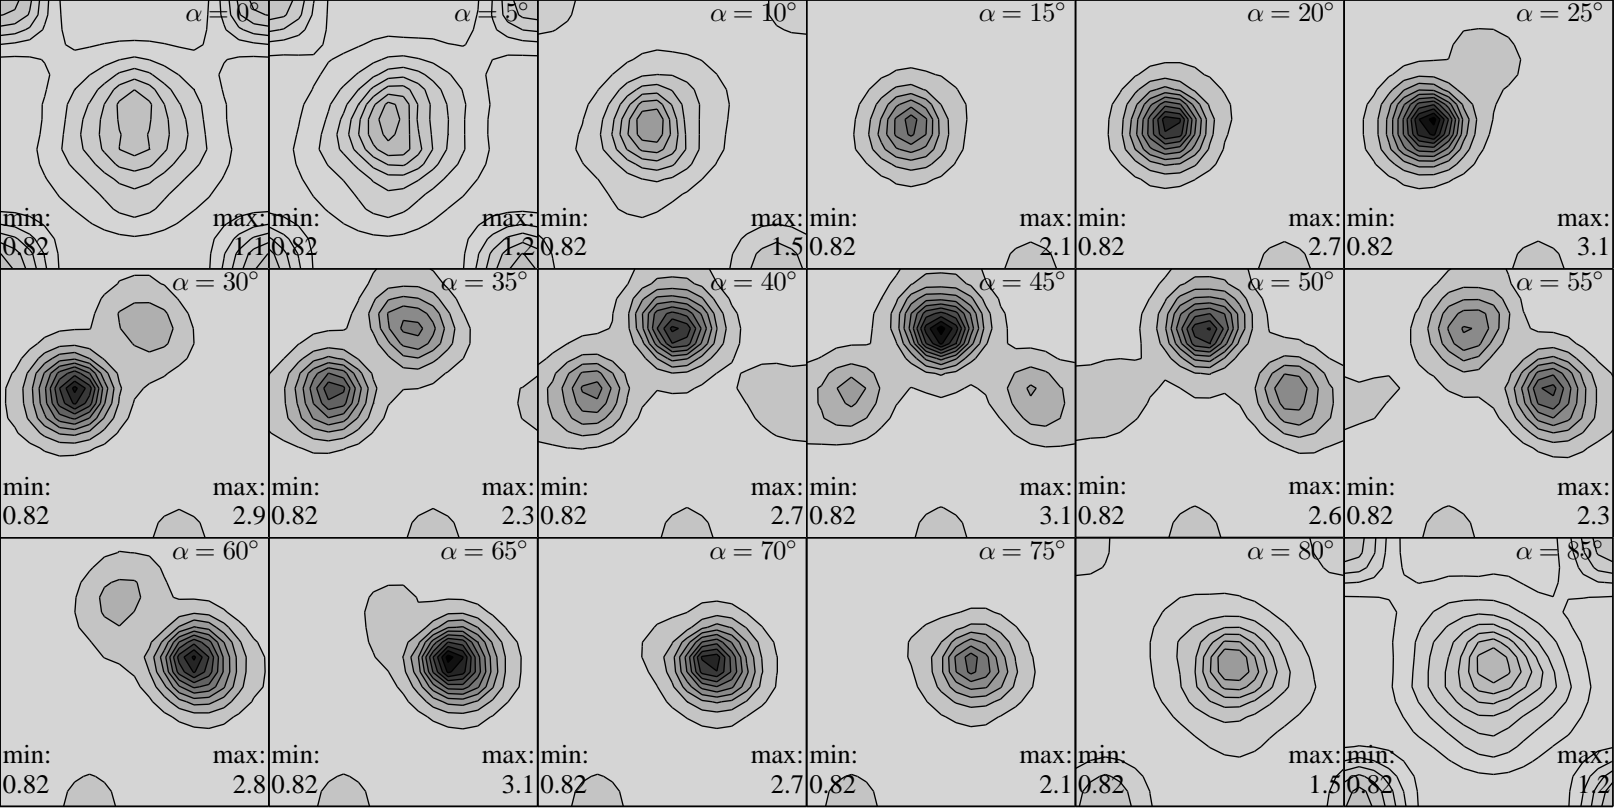 α = 0° α = 5° α = 10° α = 15° α = 20° α = 25°
min: max: min: max: min: max: min: max: min: max: min: max:
0.82 1.1 0.82 1.2 0.82 1.5 0.82 2.1 0.82 2.7 0.82 3.1
α = 30° α = 35° α = 40° α = 45° α = 50° α = 55°
min: max: min: max: min: max: min: max: min: max: min: max:
0.82 2.9 0.82 2.3 0.82 2.7 0.82 3.1 0.82 2.6 0.82 2.3
α = 60° α = 65° α = 70° α = 75° α = 80° α = 85°
min: max: min: max: min: max: min: max: min: max: min: max:
0.82 2.8 0.82 3.1 0.82 2.7 0.82 2.1 0.82 1.5 0.82 1.2